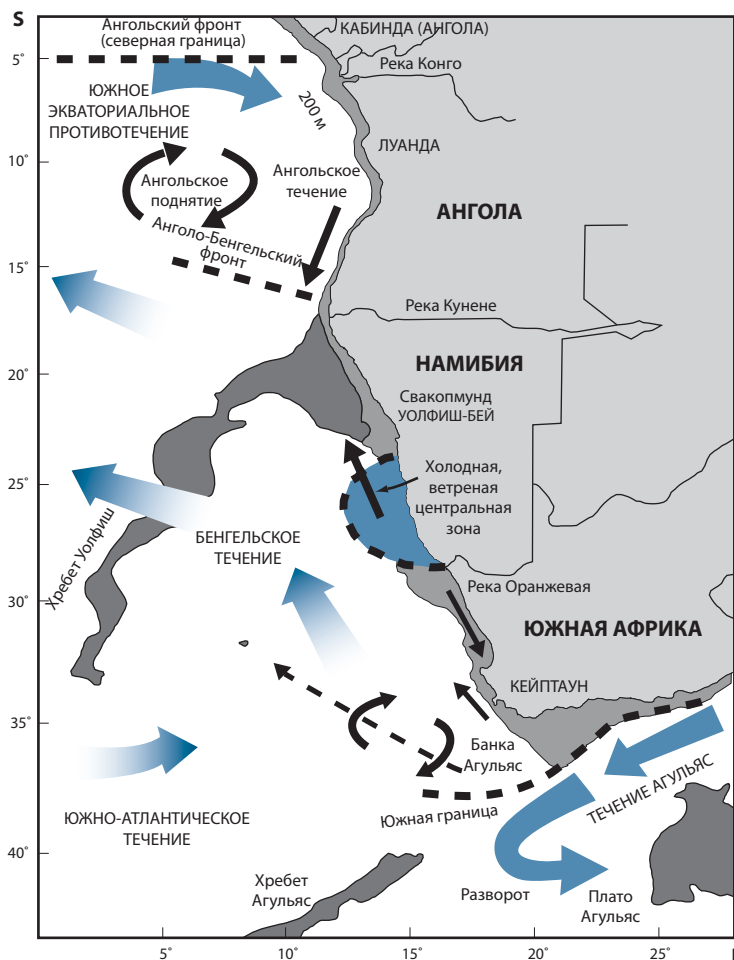 S
Ангольский фронт
(северная граница)
КАБИНДА (АНГОЛА)
5°
Река Конго
ЮЖНОЕ
ЭКВАТОРИАЛЬНОЕ
ПРОТИВОТЕЧЕНИЕ
200 м
ЛУАНДА
10°
Ангольское
поднятие
Ангольское
течение
АНГОЛА
Анголо-Бенгельский
фронт
15°
Река Кунене
НАМИБИЯ
20°
Свакопмунд
УОЛФИШ-БЕЙ
Холодная,
ветреная
центральная
зона
25°
Хребет Уолфиш
БЕНГЕЛЬСКОЕ
ТЕЧЕНИЕ
30°
Река Оранжевая
ЮЖНАЯ АФРИКА
КЕЙПТАУН
35°
Банка
Агульяс
ТЕЧЕНИЕ АГУЛЬЯС
ЮЖНО-АТЛАНТИЧЕСКОЕ
ТЕЧЕНИЕ
Южная граница
40°
Хребет
Агульяс
Разворот
Плато
Агульяс
5°
10°
15°
20°
25°